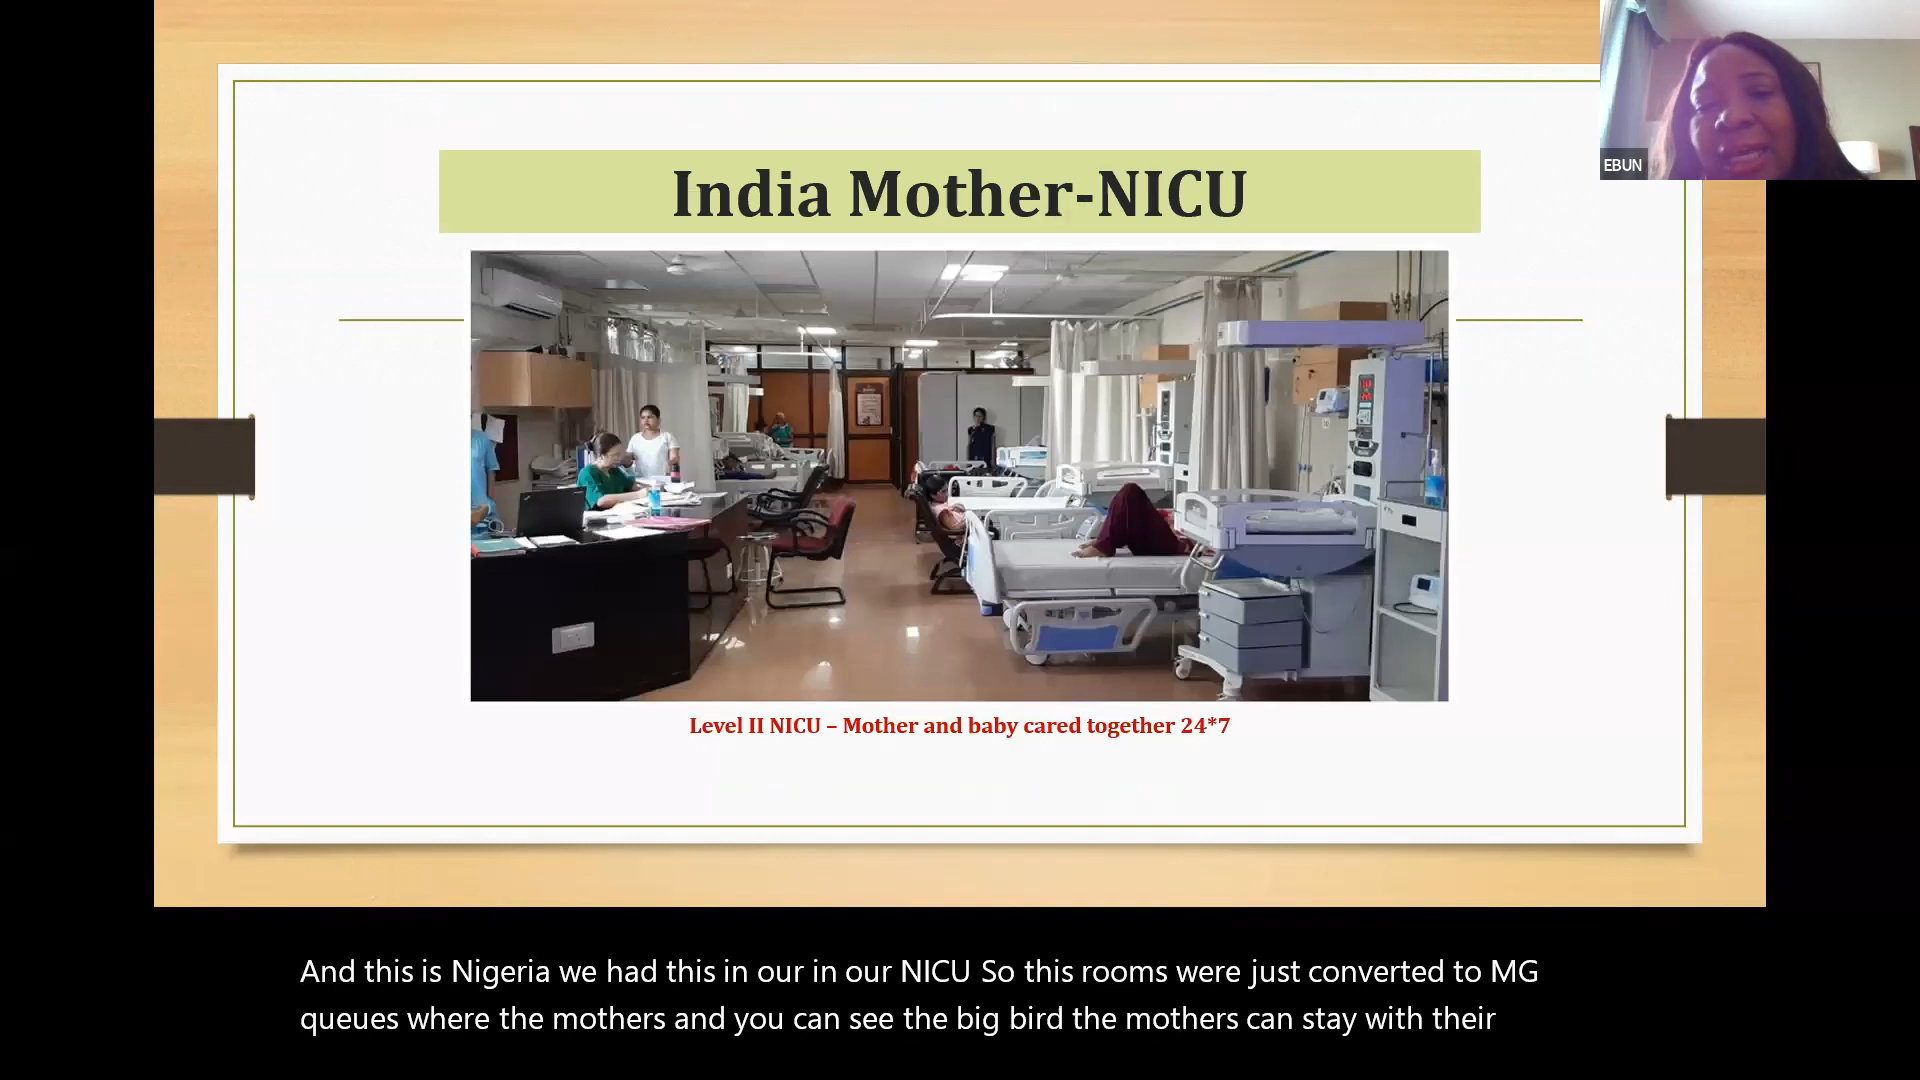 India Mother-NICU
EBUN
Level II NICU – Mother and baby cared together 24*7
And this is Nigeria we had this in our in our NICU So this rooms were just converted to MG
queues where the mothers and you can see the big bird the mothers can stay with their